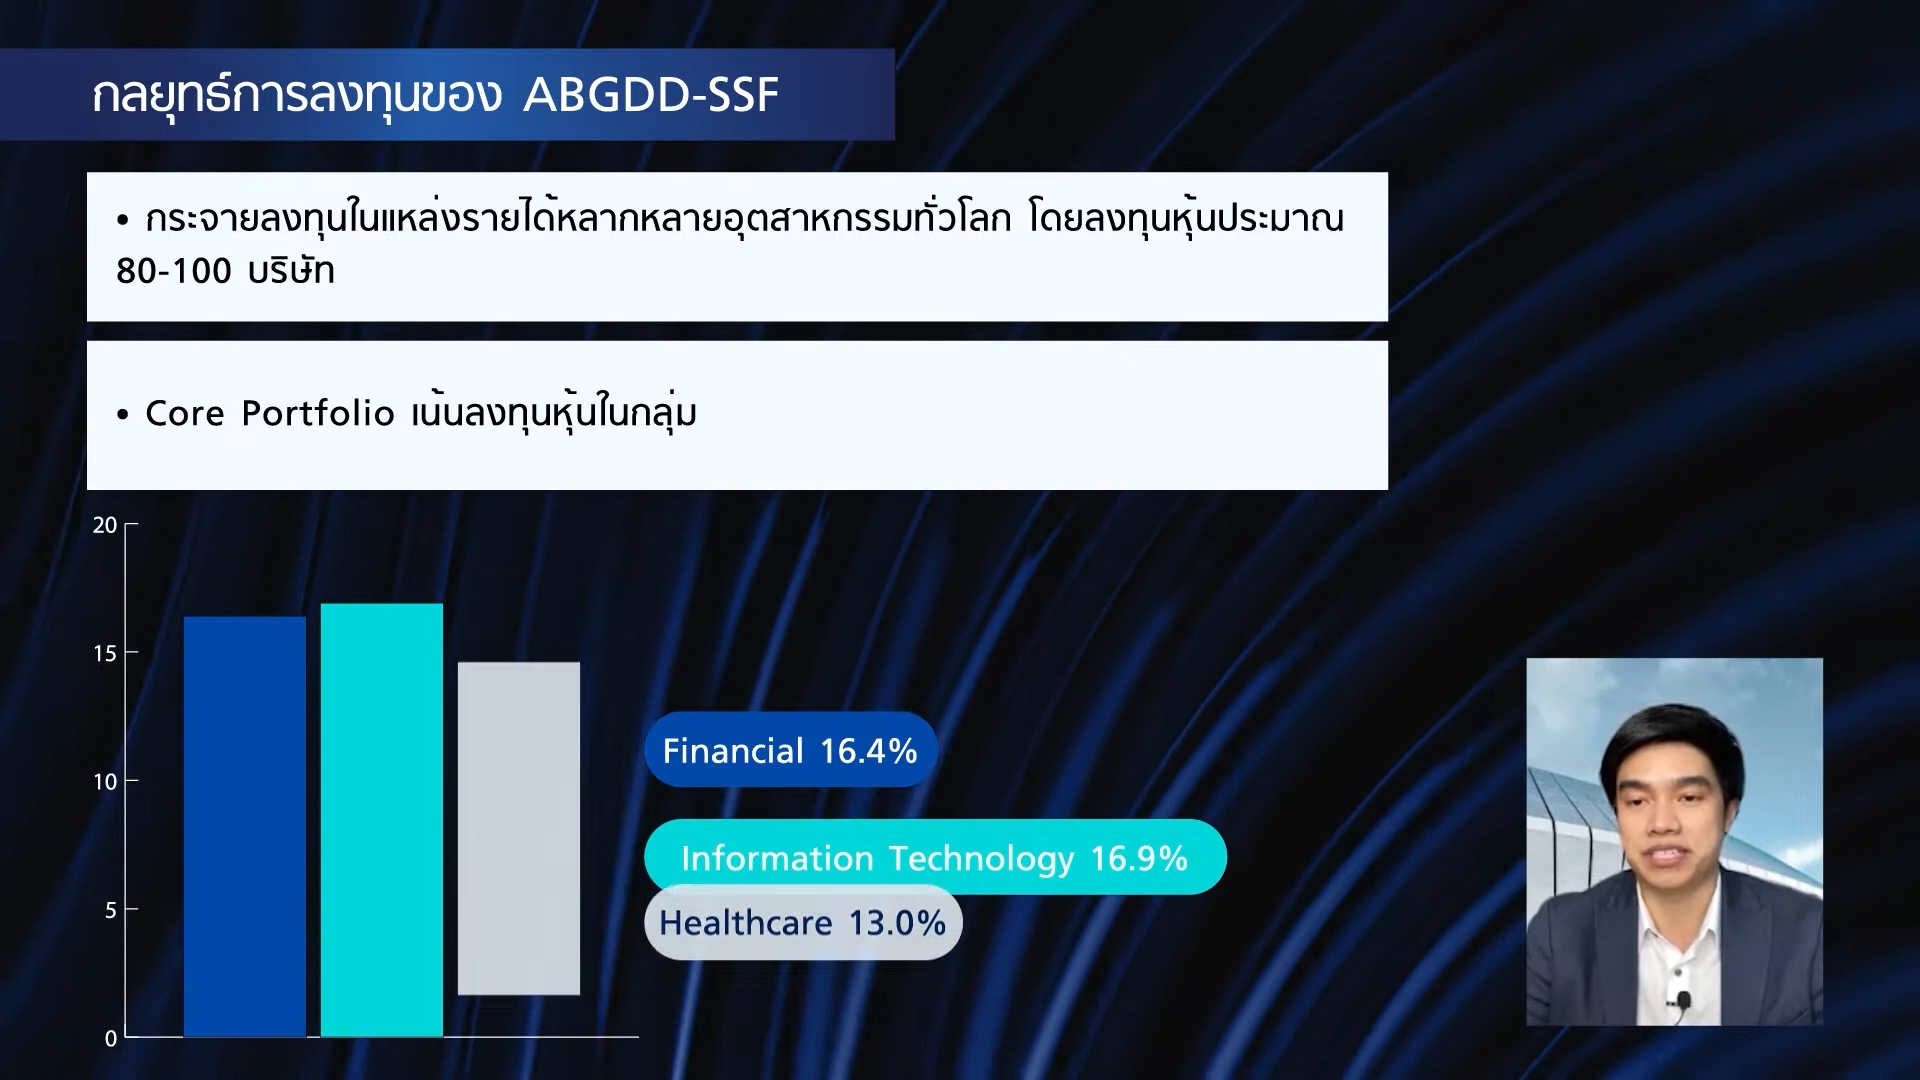 กลยุทธ์การลงทุนของ ABGDD-SSF
• กระจายลงทุนในแหล่งรายได้หลากหลายอุตสาหกรรมทั่วโลก โดยลงทุนหุ้นประมาณ
80-100 บริษัท
• Core Portfolio เน้นลงทุนหุ้นในกลุ่ม
20
15
10
5
0
Financial 16.4%
Information Technology 16.9%
Healthcare 13.0%